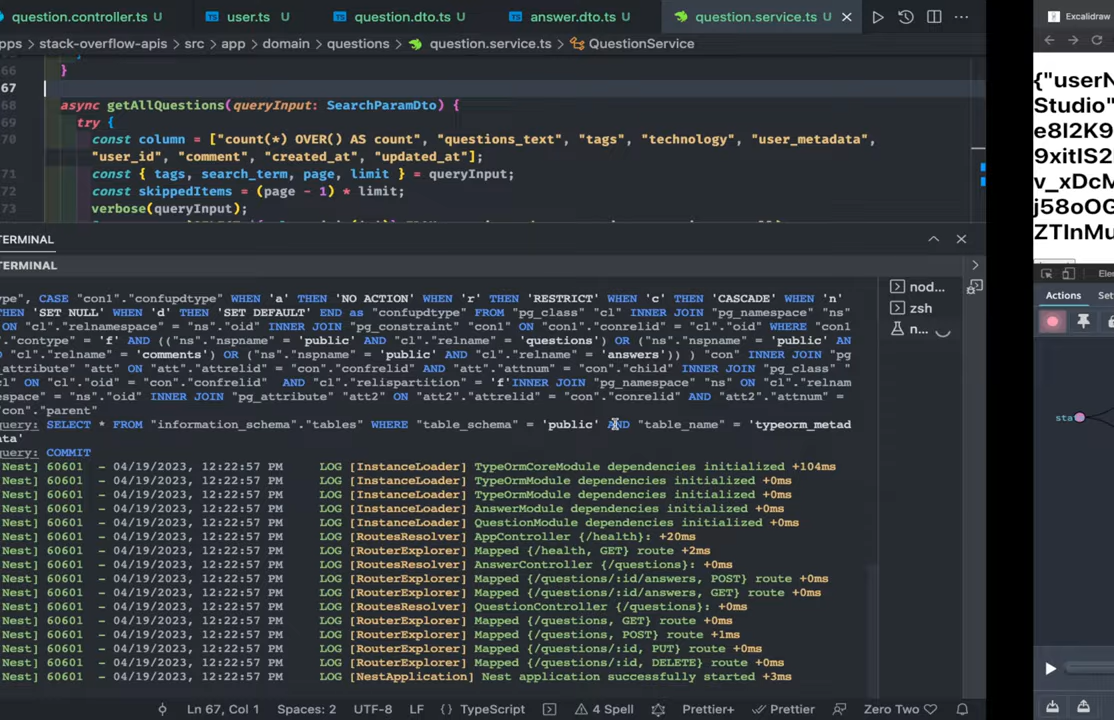 question.controller.ts U
user.ts U
question.dto.ts U
answer.dto.ts U
question.service.ts U
pps > stack-overflow-apis > src > app > domain > questions > question.service.ts > QuestionService
66 }
67
68 async getAllQuestions(queryInput: SearchParamDto) {
try {
70 const column = ["count(*) OVER() AS count", "questions_text", "tags", "technology", "user_metadata",
"user_id", "comment", "created_at", "updated_at"];
71 const { tags, search_term, page, limit } = queryInput;
72 const skippedItems = (page - 1) * limit;
73 verbose(queryInput);
TERMINAL
TERMINAL
ype", CASE "con1"."confupdtype" WHEN 'a' THEN 'NO ACTION' WHEN 'r' THEN 'RESTRICT' WHEN 'c' THEN 'CASCADE' WHEN 'n'
THEN 'SET NULL' WHEN 'd' THEN 'SET DEFAULT' END as "confupdtype" FROM "pg_class" "cl" INNER JOIN "pg_namespace" "ns"
ON "cl"."relnamespace" = "ns"."oid" INNER JOIN "pg_constraint" "con1" ON "con1"."conrelid" = "cl"."oid" WHERE "con1
"contype" = 'f' AND (("ns"."nspname" = 'public' AND "cl"."relname" = 'questions') OR ("ns"."nspname" = 'public' AN
"cl"."relname" = 'comments') OR ("ns"."nspname" = 'public' AND "cl"."relname" = 'answers')) ) "con" INNER JOIN "pg
attribute" "att" ON "att"."attrelid" = "con"."confrelid" AND "att"."attnum" = "con"."child" INNER JOIN "pg_class" "
cl" ON "cl"."oid" = "con"."confrelid" AND "cl"."relispartition" = 'f'INNER JOIN "pg_namespace" "ns" ON "cl"."relnam
espace" = "ns"."oid" INNER JOIN "pg_attribute" "att2" ON "att2"."attrelid" = "con"."conrelid" AND "att2"."attnum" =
"con"."parent"
query: SELECT * FROM "information_schema"."tables" WHERE "table_schema" = 'public' AND "table_name" = 'typeorm_metad
ata'
query: COMMIT
Nest] 60601 - 04/19/2023, 12:22:57 PM LOG [InstanceLoader] TypeOrmCoreModule dependencies initialized +104ms
Nest] 60601 - 04/19/2023, 12:22:57 PM LOG [InstanceLoader] TypeOrmModule dependencies initialized +0ms
Nest] 60601 - 04/19/2023, 12:22:57 PM LOG [InstanceLoader] TypeOrmModule dependencies initialized +0ms
Nest] 60601 - 04/19/2023, 12:22:57 PM LOG [InstanceLoader] AnswerModule dependencies initialized +0ms
Nest] 60601 - 04/19/2023, 12:22:57 PM LOG [InstanceLoader] QuestionModule dependencies initialized +0ms
Nest] 60601 - 04/19/2023, 12:22:57 PM LOG [RoutesResolver] AppController {/health}: +20ms
Nest] 60601 - 04/19/2023, 12:22:57 PM LOG [RouterExplorer] Mapped {/health, GET} route +2ms
Nest] 60601 - 04/19/2023, 12:22:57 PM LOG [RoutesResolver] AnswerController {/questions}: +0ms
Nest] 60601 - 04/19/2023, 12:22:57 PM LOG [RouterExplorer] Mapped {/questions/:id/answers, POST} route +0ms
Nest] 60601 - 04/19/2023, 12:22:57 PM LOG [RouterExplorer] Mapped {/questions/:id/answers, GET} route +0ms
Nest] 60601 - 04/19/2023, 12:22:57 PM LOG [RoutesResolver] QuestionController {/questions}: +0ms
Nest] 60601 - 04/19/2023, 12:22:57 PM LOG [RouterExplorer] Mapped {/questions, GET} route +0ms
Nest] 60601 - 04/19/2023, 12:22:57 PM LOG [RouterExplorer] Mapped {/questions, POST} route +1ms
Nest] 60601 - 04/19/2023, 12:22:57 PM LOG [RouterExplorer] Mapped {/questions/:id, PUT} route +0ms
Nest] 60601 - 04/19/2023, 12:22:57 PM LOG [RouterExplorer] Mapped {/questions/:id, DELETE} route +0ms
Nest] 60601 - 04/19/2023, 12:22:57 PM LOG [NestApplication] Nest application successfully started +3ms
nod...
zsh
n...
Ln 67, Col 1 Spaces: 2 UTF-8 LF {} TypeScript 4 Spell Prettier+ Prettier Zero Two
Excalidraw
{"userN
Studio"
e8I2K9
9xitIS2
v_xDcM
j58oOG
ZTInMu
Elen
Actions Set
stat